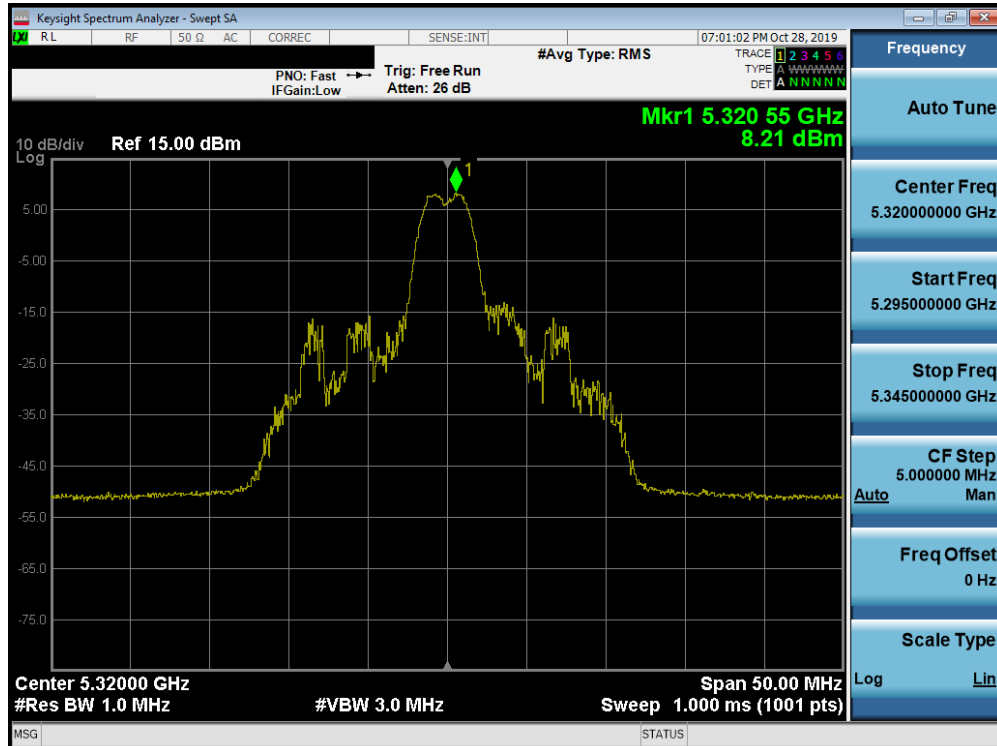 Keysight Spectrum Analyzer - Swept SA
LXI RL RF 50 Ω AC CORREC SENSE:INT 07:01:02 PM Oct 28, 2019
#Avg Type: RMS
TRACE 1 2 3 4 5 6
TYPE A WWWWW
DET A N N N N N
PNO: Fast
IFGain:Low
Trig: Free Run
Atten: 26 dB
Mkr1 5.320 55 GHz
8.21 dBm
10 dB/div
Log
Ref 15.00 dBm
1
5.00
-5.00
-15.0
-25.0
-35.0
-45.0
-55.0
-65.0
-75.0
Center 5.32000 GHz
#Res BW 1.0 MHz
#VBW 3.0 MHz
Span 50.00 MHz
Sweep 1.000 ms (1001 pts)
MSG
STATUS
Frequency
Auto Tune
Center Freq
5.320000000 GHz
Start Freq
5.295000000 GHz
Stop Freq
5.345000000 GHz
CF Step
5.000000 MHz
Auto Man
Freq Offset
0 Hz
Scale Type
Log Lin